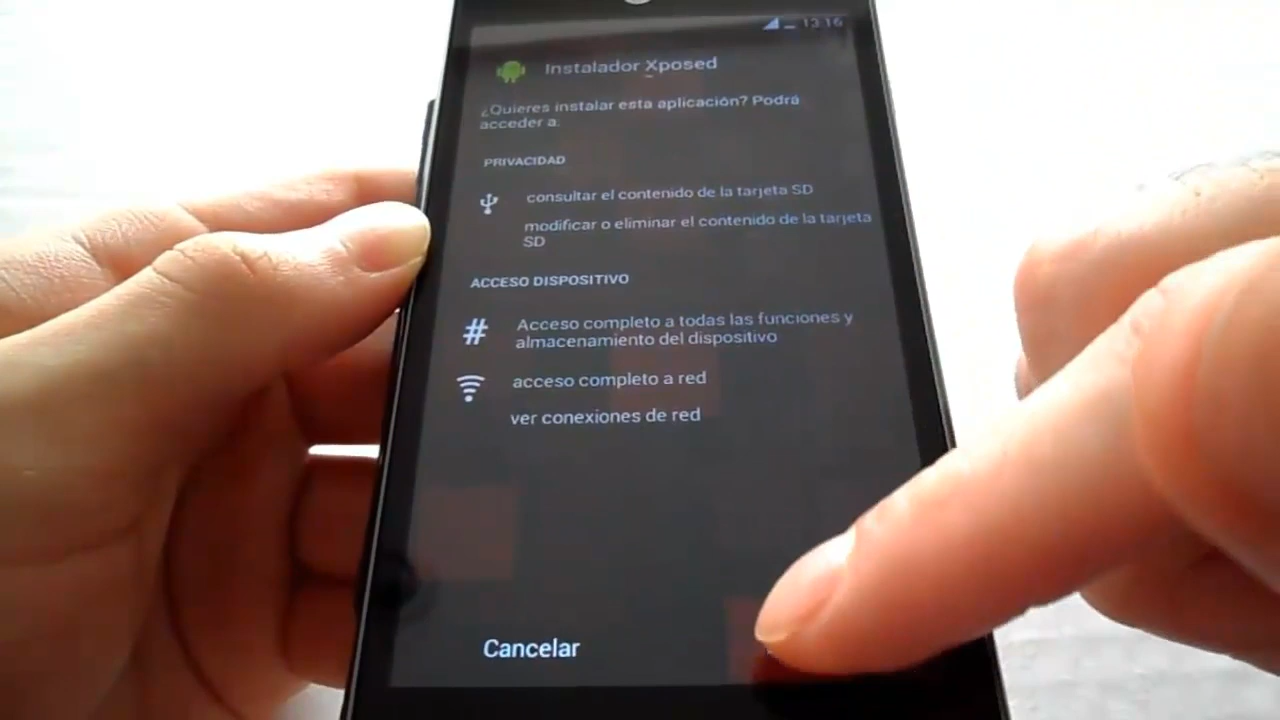 13:16
Instalador Xposed
¿Quieres instalar esta aplicación? Podrá
acceder a:
PRIVACIDAD
consultar el contenido de la tarjeta SD
modificar o eliminar el contenido de la tarjeta
SD
ACCESO DISPOSITIVO
Acceso completo a todas las funciones y
almacenamiento del dispositivo
acceso completo a red
ver conexiones de red
Cancelar